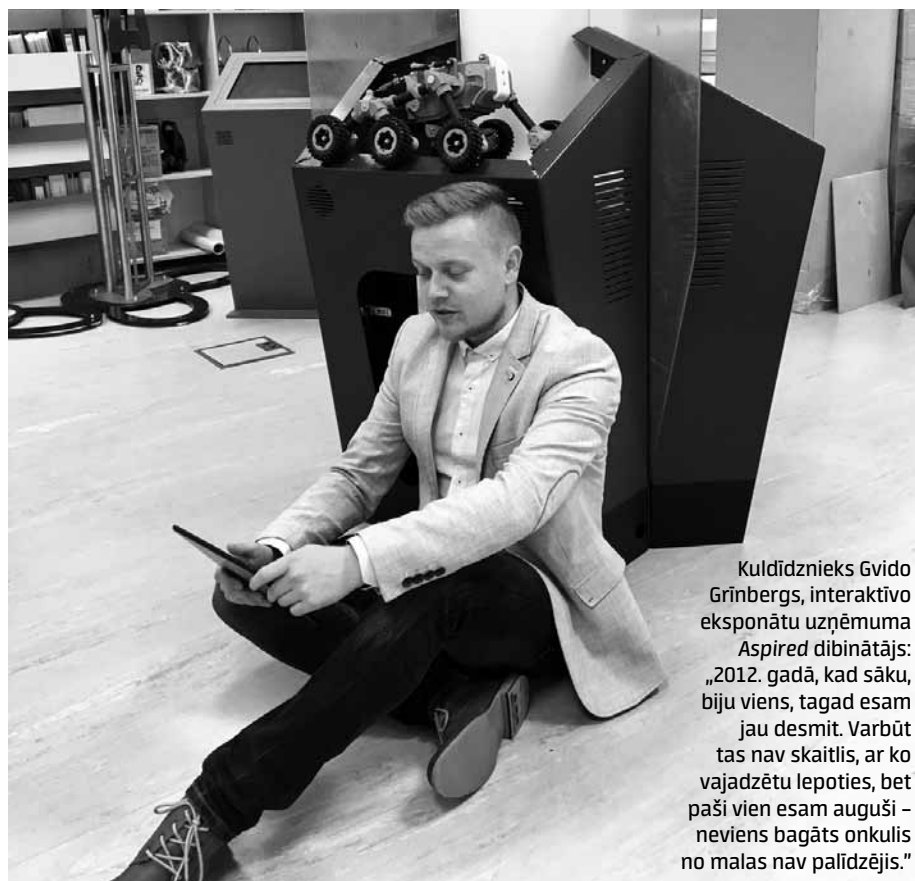 Kuldīdznieks Gvido
Grīnbergs, interaktīvo
eksponātu uzņēmuma
Aspired dibinātājs:
„2012. gadā, kad sāku,
biju viens, tagad esam
jau desmit. Varbūt
tas nav skaitlis, ar ko
vajadzētu lepoties, bet
paši vien esam auguši –
neviens bagāts onkulis
no malas nav palīdzējis.”